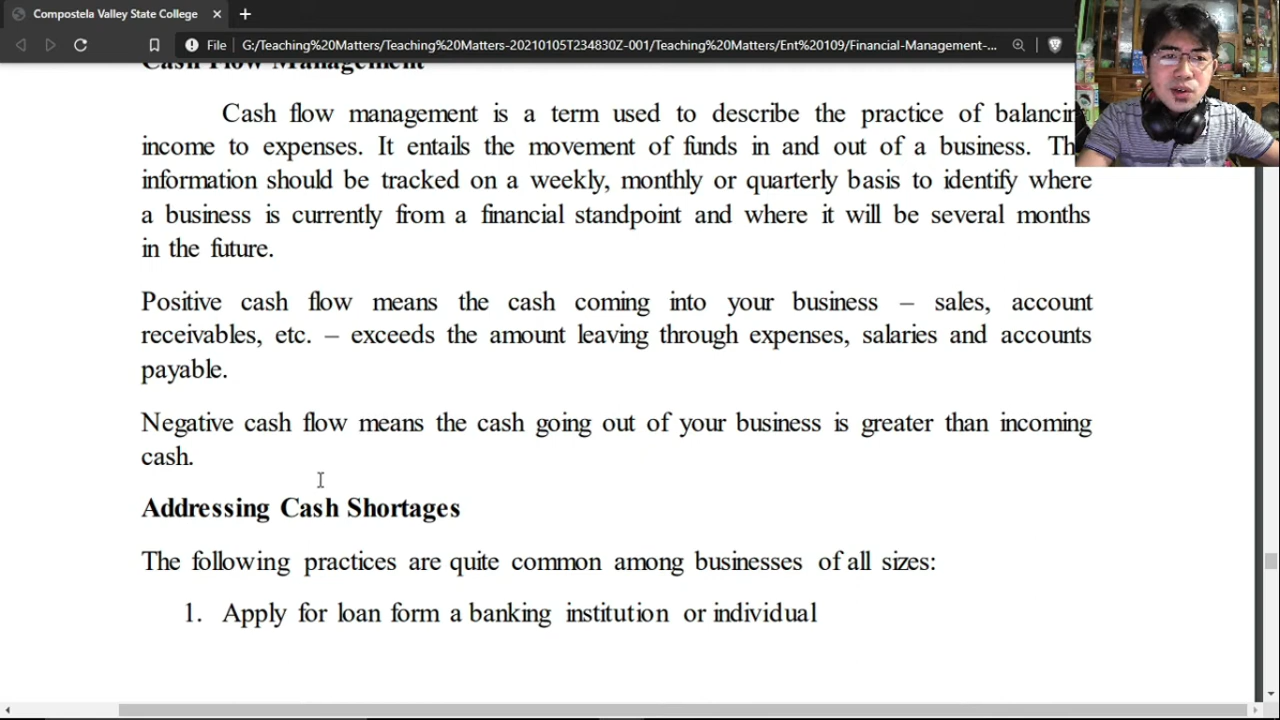 Compostela Valley State College
File G:/Teaching%20Matters/Teaching%20Matters-20210105T234830Z-001/Teaching%20Matters/Ent%20109/Financial-Management-...
Cash Flow Management
Cash flow management is a term used to describe the practice of
income to expenses. It entails the movement of funds in and out of a business.
information should be tracked on a weekly, monthly or quarterly basis to identify where
a business is currently from a financial standpoint and where it will be several months
in the future.
Positive cash flow means the cash coming into your business – sales, account
receivables, etc. – exceeds the amount leaving through expenses, salaries and accounts
payable.
Negative cash flow means the cash going out of your business is greater than incoming
cash.
Addressing Cash Shortages
The following practices are quite common among businesses of all sizes:
1. Apply for loan form a banking institution or individual